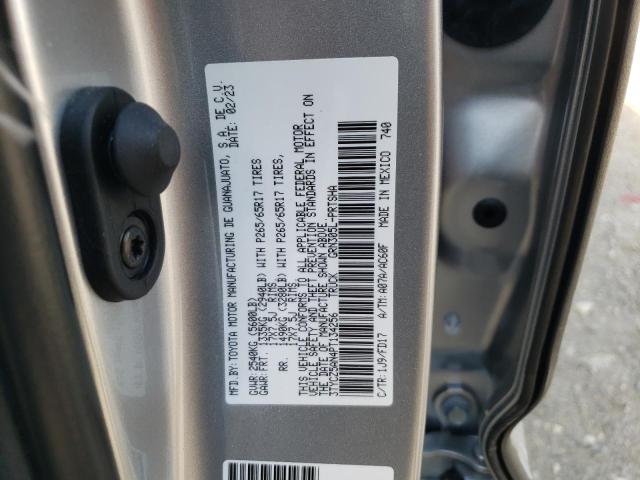 MFD.BY: TOYOTA MOTOR MANUFACTURING DE GUANAJUATO, S.A. DE C.V.
DATE: 02/23
GVWR: 2540KG (5600LB)
GAWR: FRT. 1335KG (2940LB) WITH P265/65R17 TIRES
17X7.5J RIMS
RR. 1490KG (3280LB) WITH P265/65R17 TIRES,
17X7.5J RIMS
THIS VEHICLE CONFORMS TO ALL APPLICABLE FEDERAL MOTOR
VEHICLE SAFETY AND THEFT PREVENTION STANDARDS IN EFFECT ON
THE DATE OF MANUFACTURE SHOWN ABOVE.
3TYCZ5AN4PT134256 TRUCK GRN305L-PRTSHA
C/TR: 1J9/FD17 A/TM: A07A/AC60F MADE IN MEXICO 740